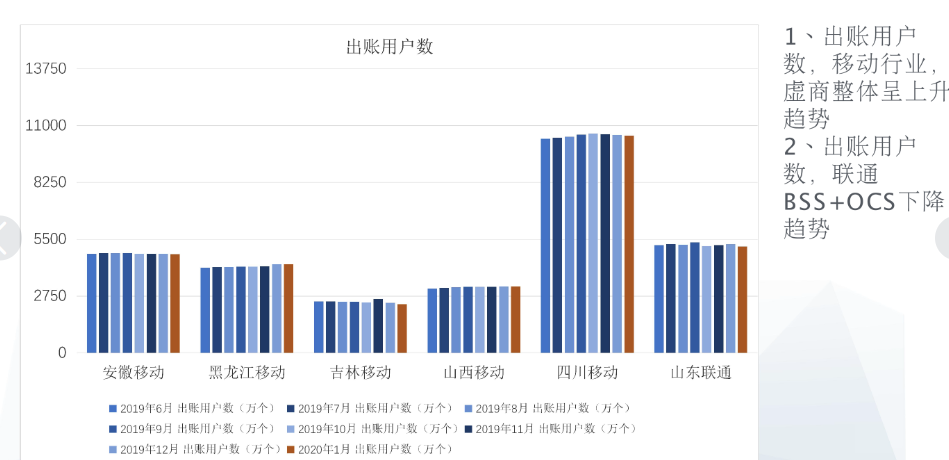 出账用户数
13750
11000
8250
5500
2750
0
安徽移动 黑龙江移动 吉林移动 山西移动 四川移动 山东联通
2019年6月 出账用户数（万个） 2019年7月 出账用户数（万个） 2019年8月 出账用户数（万个）
2019年9月 出账用户数（万个） 2019年10月 出账用户数（万个） 2019年11月 出账用户数（万个）
2019年12月 出账用户数（万个） 2020年1月 出账用户数（万个）
1、出账用户
数，移动行业，
虚商整体呈上升
趋势
2、出账用户
数，联通
BSS+OCS下降
趋势